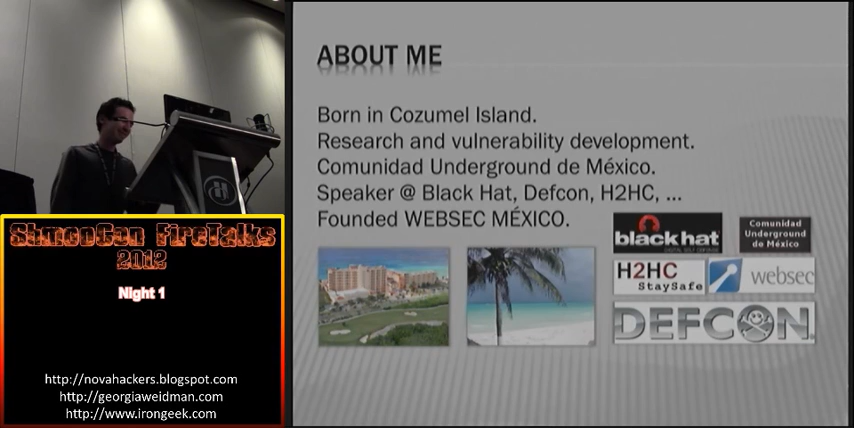 ABOUT ME
Born in Cozumel Island.
Research and vulnerability development.
Comunidad Underground de México.
Speaker @ Black Hat, Defcon, H2HC, ...
Founded WEBSEC MÉXICO.
black hat
Comunidad
Underground
de México
H2HC
StaySafe
websec
DEFCON
ShmooCon FireTalks
2012
Night 1
http://novahackers.blogspot.com
http://georgiaweidman.com
http://www.irongeek.com